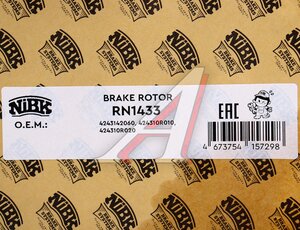 NiBK
O.E.M.:
BRAKE ROTOR
RN1433
4243142060, 424310R010,
424310R020
EAC
4 673754 157298